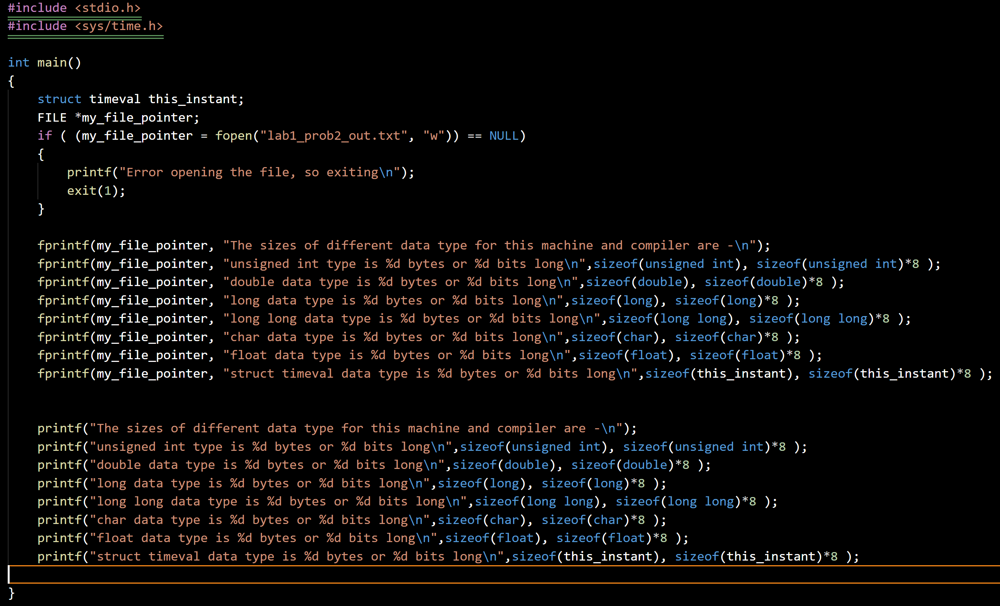 #include <stdio.h>
#include <sys/time.h>
int main()
{
struct timeval this_instant;
FILE *my_file_pointer;
if ( (my_file_pointer = fopen("lab1_prob2_out.txt", "w")) == NULL)
{
printf("Error opening the file, so exiting\n");
exit(1);
}
fprintf(my_file_pointer, "The sizes of different data type for this machine and compiler are -\n");
fprintf(my_file_pointer, "unsigned int type is %d bytes or %d bits long\n",sizeof(unsigned int), sizeof(unsigned int)*8 );
fprintf(my_file_pointer, "double data type is %d bytes or %d bits long\n",sizeof(double), sizeof(double)*8 );
fprintf(my_file_pointer, "long data type is %d bytes or %d bits long\n",sizeof(long), sizeof(long)*8 );
fprintf(my_file_pointer, "long long data type is %d bytes or %d bits long\n",sizeof(long long), sizeof(long long)*8 );
fprintf(my_file_pointer, "char data type is %d bytes or %d bits long\n",sizeof(char), sizeof(char)*8 );
fprintf(my_file_pointer, "float data type is %d bytes or %d bits long\n",sizeof(float), sizeof(float)*8 );
fprintf(my_file_pointer, "struct timeval data type is %d bytes or %d bits long\n",sizeof(this_instant), sizeof(this_instant)*8 );
printf("The sizes of different data type for this machine and compiler are -\n");
printf("unsigned int type is %d bytes or %d bits long\n",sizeof(unsigned int), sizeof(unsigned int)*8 );
printf("double data type is %d bytes or %d bits long\n",sizeof(double), sizeof(double)*8 );
printf("long data type is %d bytes or %d bits long\n",sizeof(long), sizeof(long)*8 );
printf("long long data type is %d bytes or %d bits long\n",sizeof(long long), sizeof(long long)*8 );
printf("char data type is %d bytes or %d bits long\n",sizeof(char), sizeof(char)*8 );
printf("float data type is %d bytes or %d bits long\n",sizeof(float), sizeof(float)*8 );
printf("struct timeval data type is %d bytes or %d bits long\n",sizeof(this_instant), sizeof(this_instant)*8 );
}